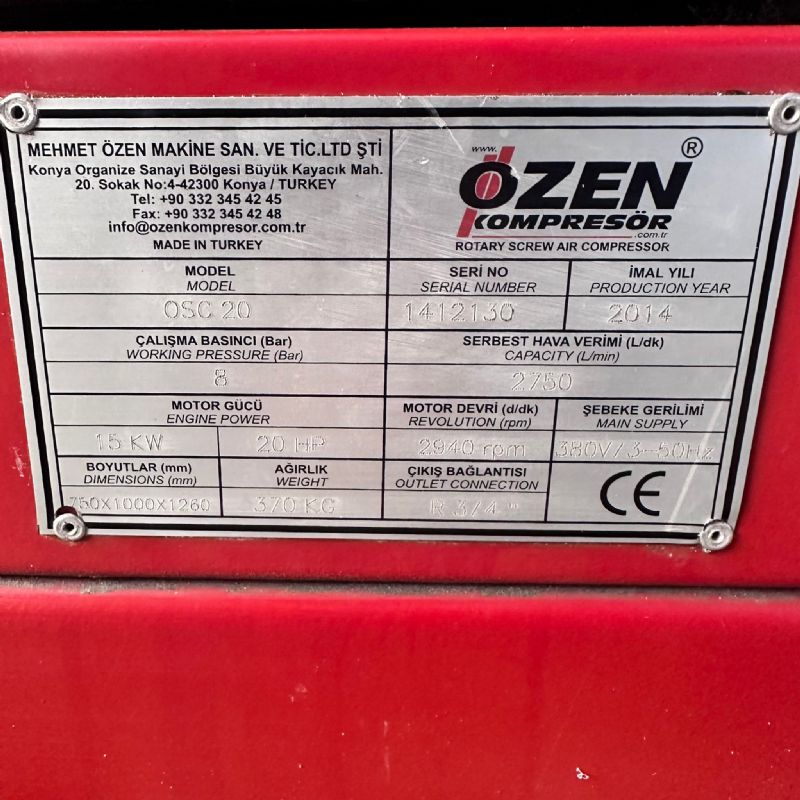 MEHMET ÖZEN MAKİNE SAN. VE TİC.LTD ŞTİ
Konya Organize Sanayi Bölgesi Büyük Kayacık Mah.
20. Sokak No:4-42300 Konya / TURKEY
Tel: +90 332 345 42 45
Fax: +90 332 345 42 48
info@ozenkompresor.com.tr
MADE IN TURKEY
www.
ÖZEN ®
KOMPRESÖR
.com.tr
ROTARY SCREW AIR COMPRESSOR
MODEL
MODEL
OSC 20
SERİ NO
SERIAL NUMBER
1412130
İMAL YILI
PRODUCTION YEAR
2014
ÇALIŞMA BASINCI (Bar)
WORKING PRESSURE (Bar)
8
SERBEST HAVA VERİMİ (L/dk)
CAPACITY (L/min)
2750
MOTOR GÜCÜ
ENGINE POWER
15 KW 20 HP
MOTOR DEVRİ (d/dk)
REVOLUTION (rpm)
2940 rpm
ŞEBEKE GERİLİMİ
MAIN SUPPLY
380V/3-50Hz
BOYUTLAR (mm)
DIMENSIONS (mm)
750X1000X1260
AĞIRLIK
WEIGHT
370 KG
ÇIKIŞ BAĞLANTISI
OUTLET CONNECTION
R 3/4"
CE